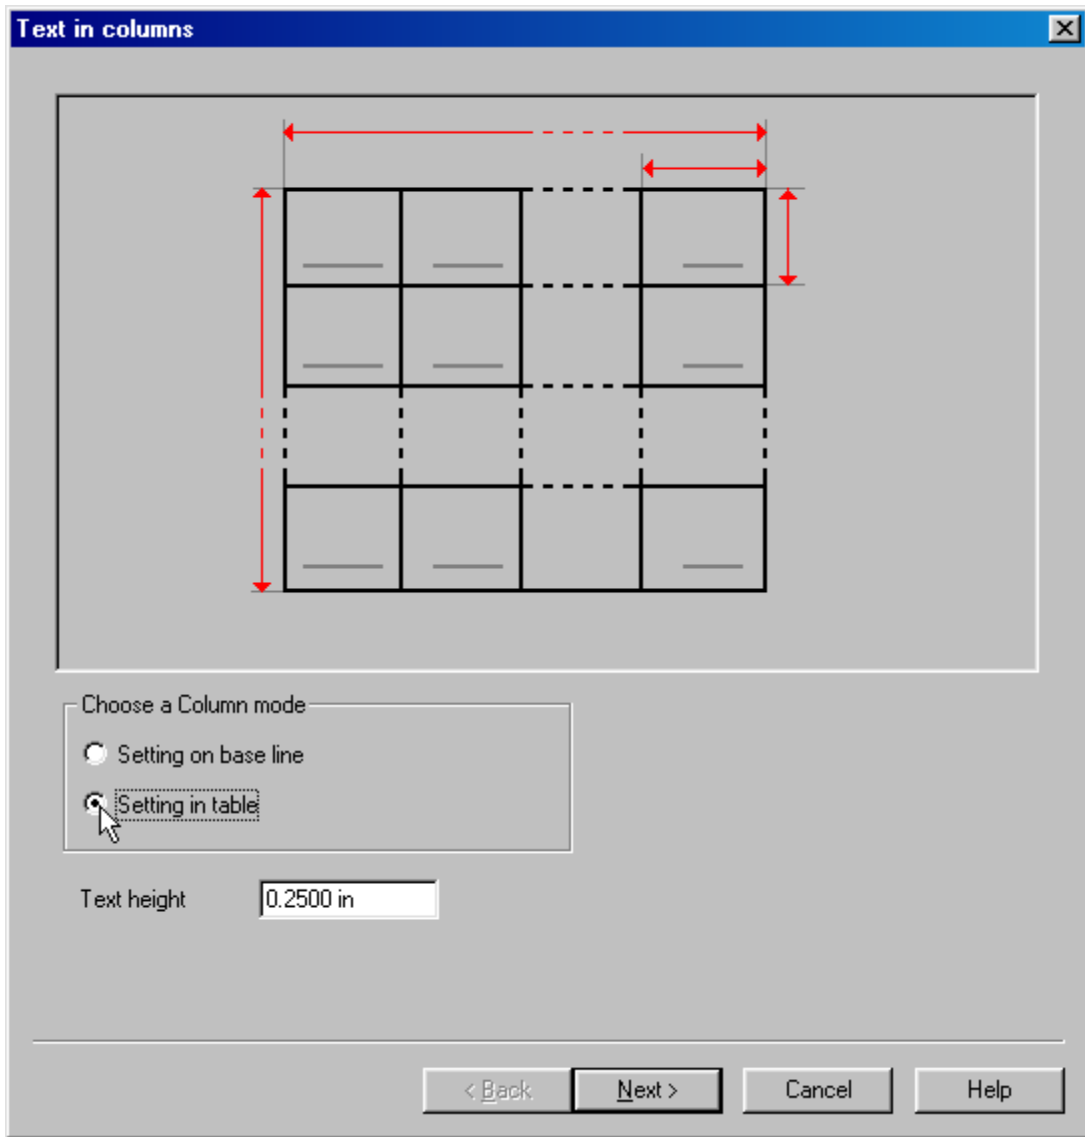 Text in columns
Choose a Column mode
Setting on base line
Setting in table
Text height 0.2500 in
< Back Next > Cancel Help